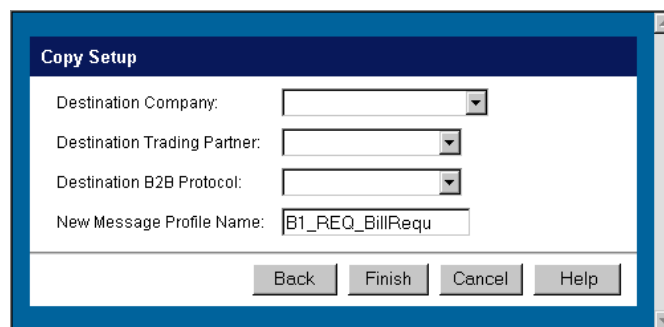 Copy Setup
Destination Company:
Destination Trading Partner:
Destination B2B Protocol:
New Message Profile Name: B1_REQ_BillRequ
Back Finish Cancel Help